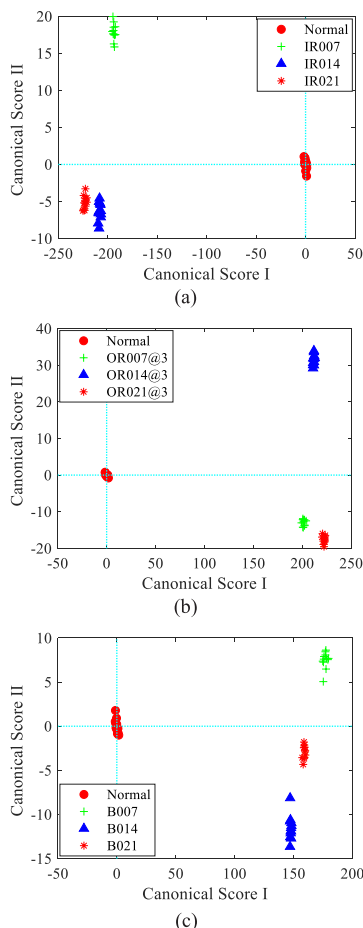 20
15
10
5
0
-5
-10
Canonical Score II
Normal
IR007
IR014
IR021
-250 -200 -150 -100 -50 0 50
Canonical Score I
(a)
40
30
20
10
0
-10
-20
Canonical Score II
Normal
OR007@3
OR014@3
OR021@3
-50 0 50 100 150 200 250
Canonical Score I
(b)
10
5
0
-5
-10
-15
Canonical Score II
Normal
B007
B014
B021
-50 0 50 100 150 200
Canonical Score I
(c)